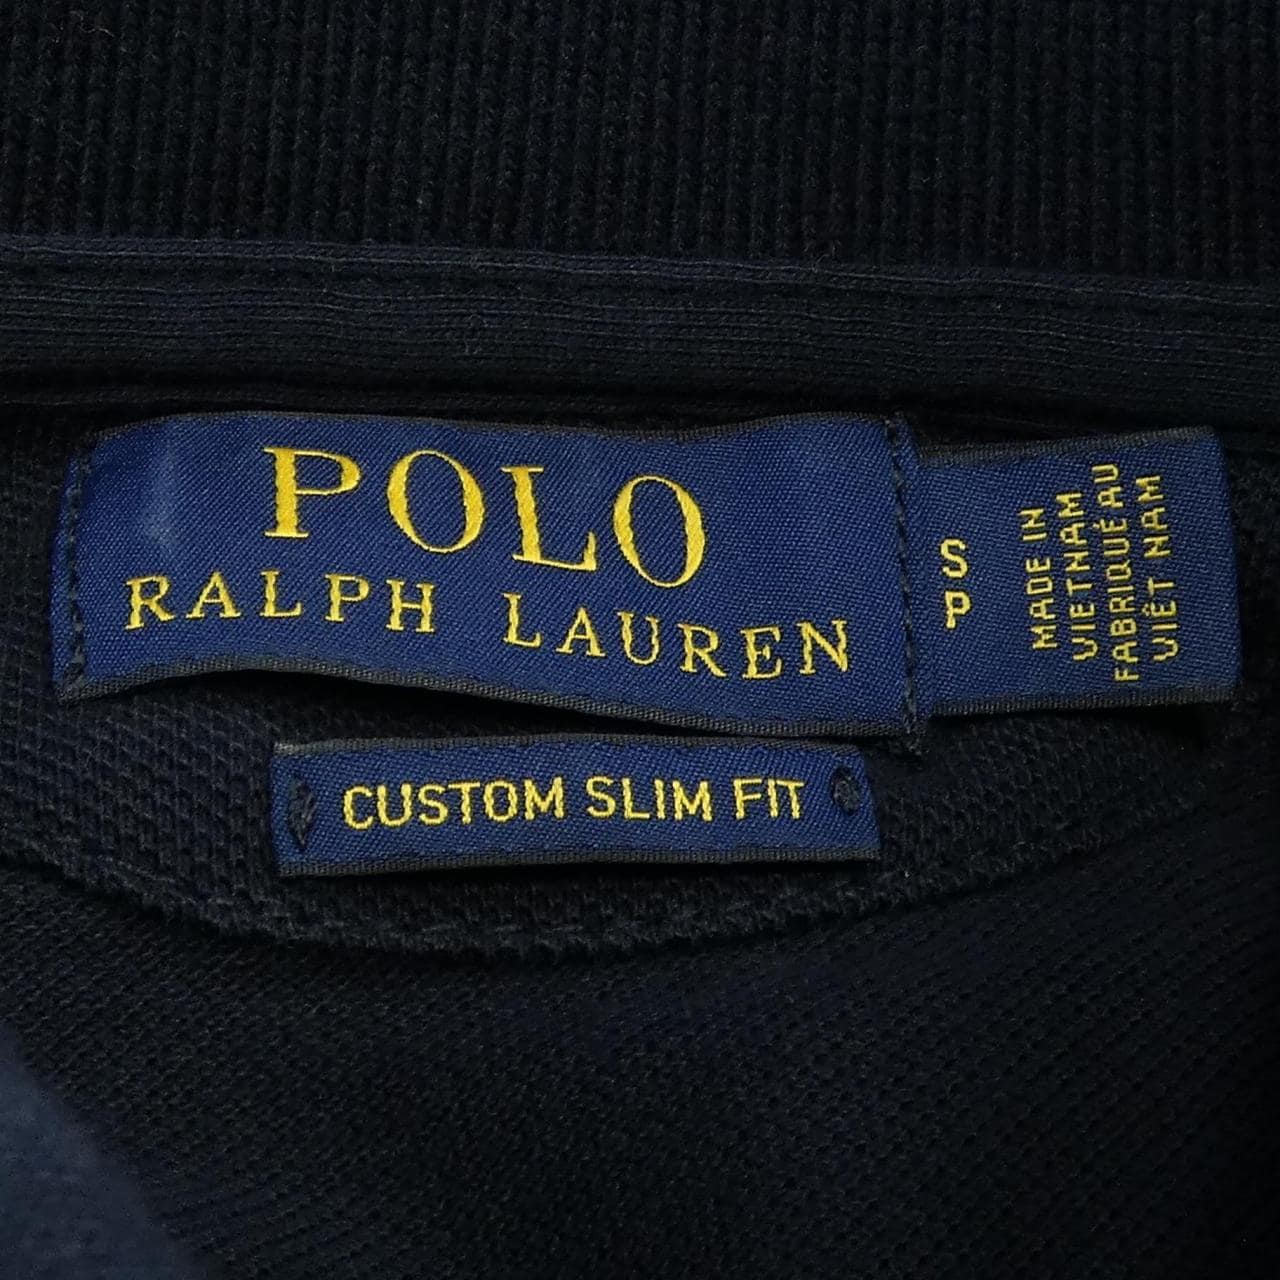 POLO
RALPH LAUREN
S
P
MADE IN
VIETNAM
FABRIQUÉ AU
VIÊT NAM
CUSTOM SLIM FIT